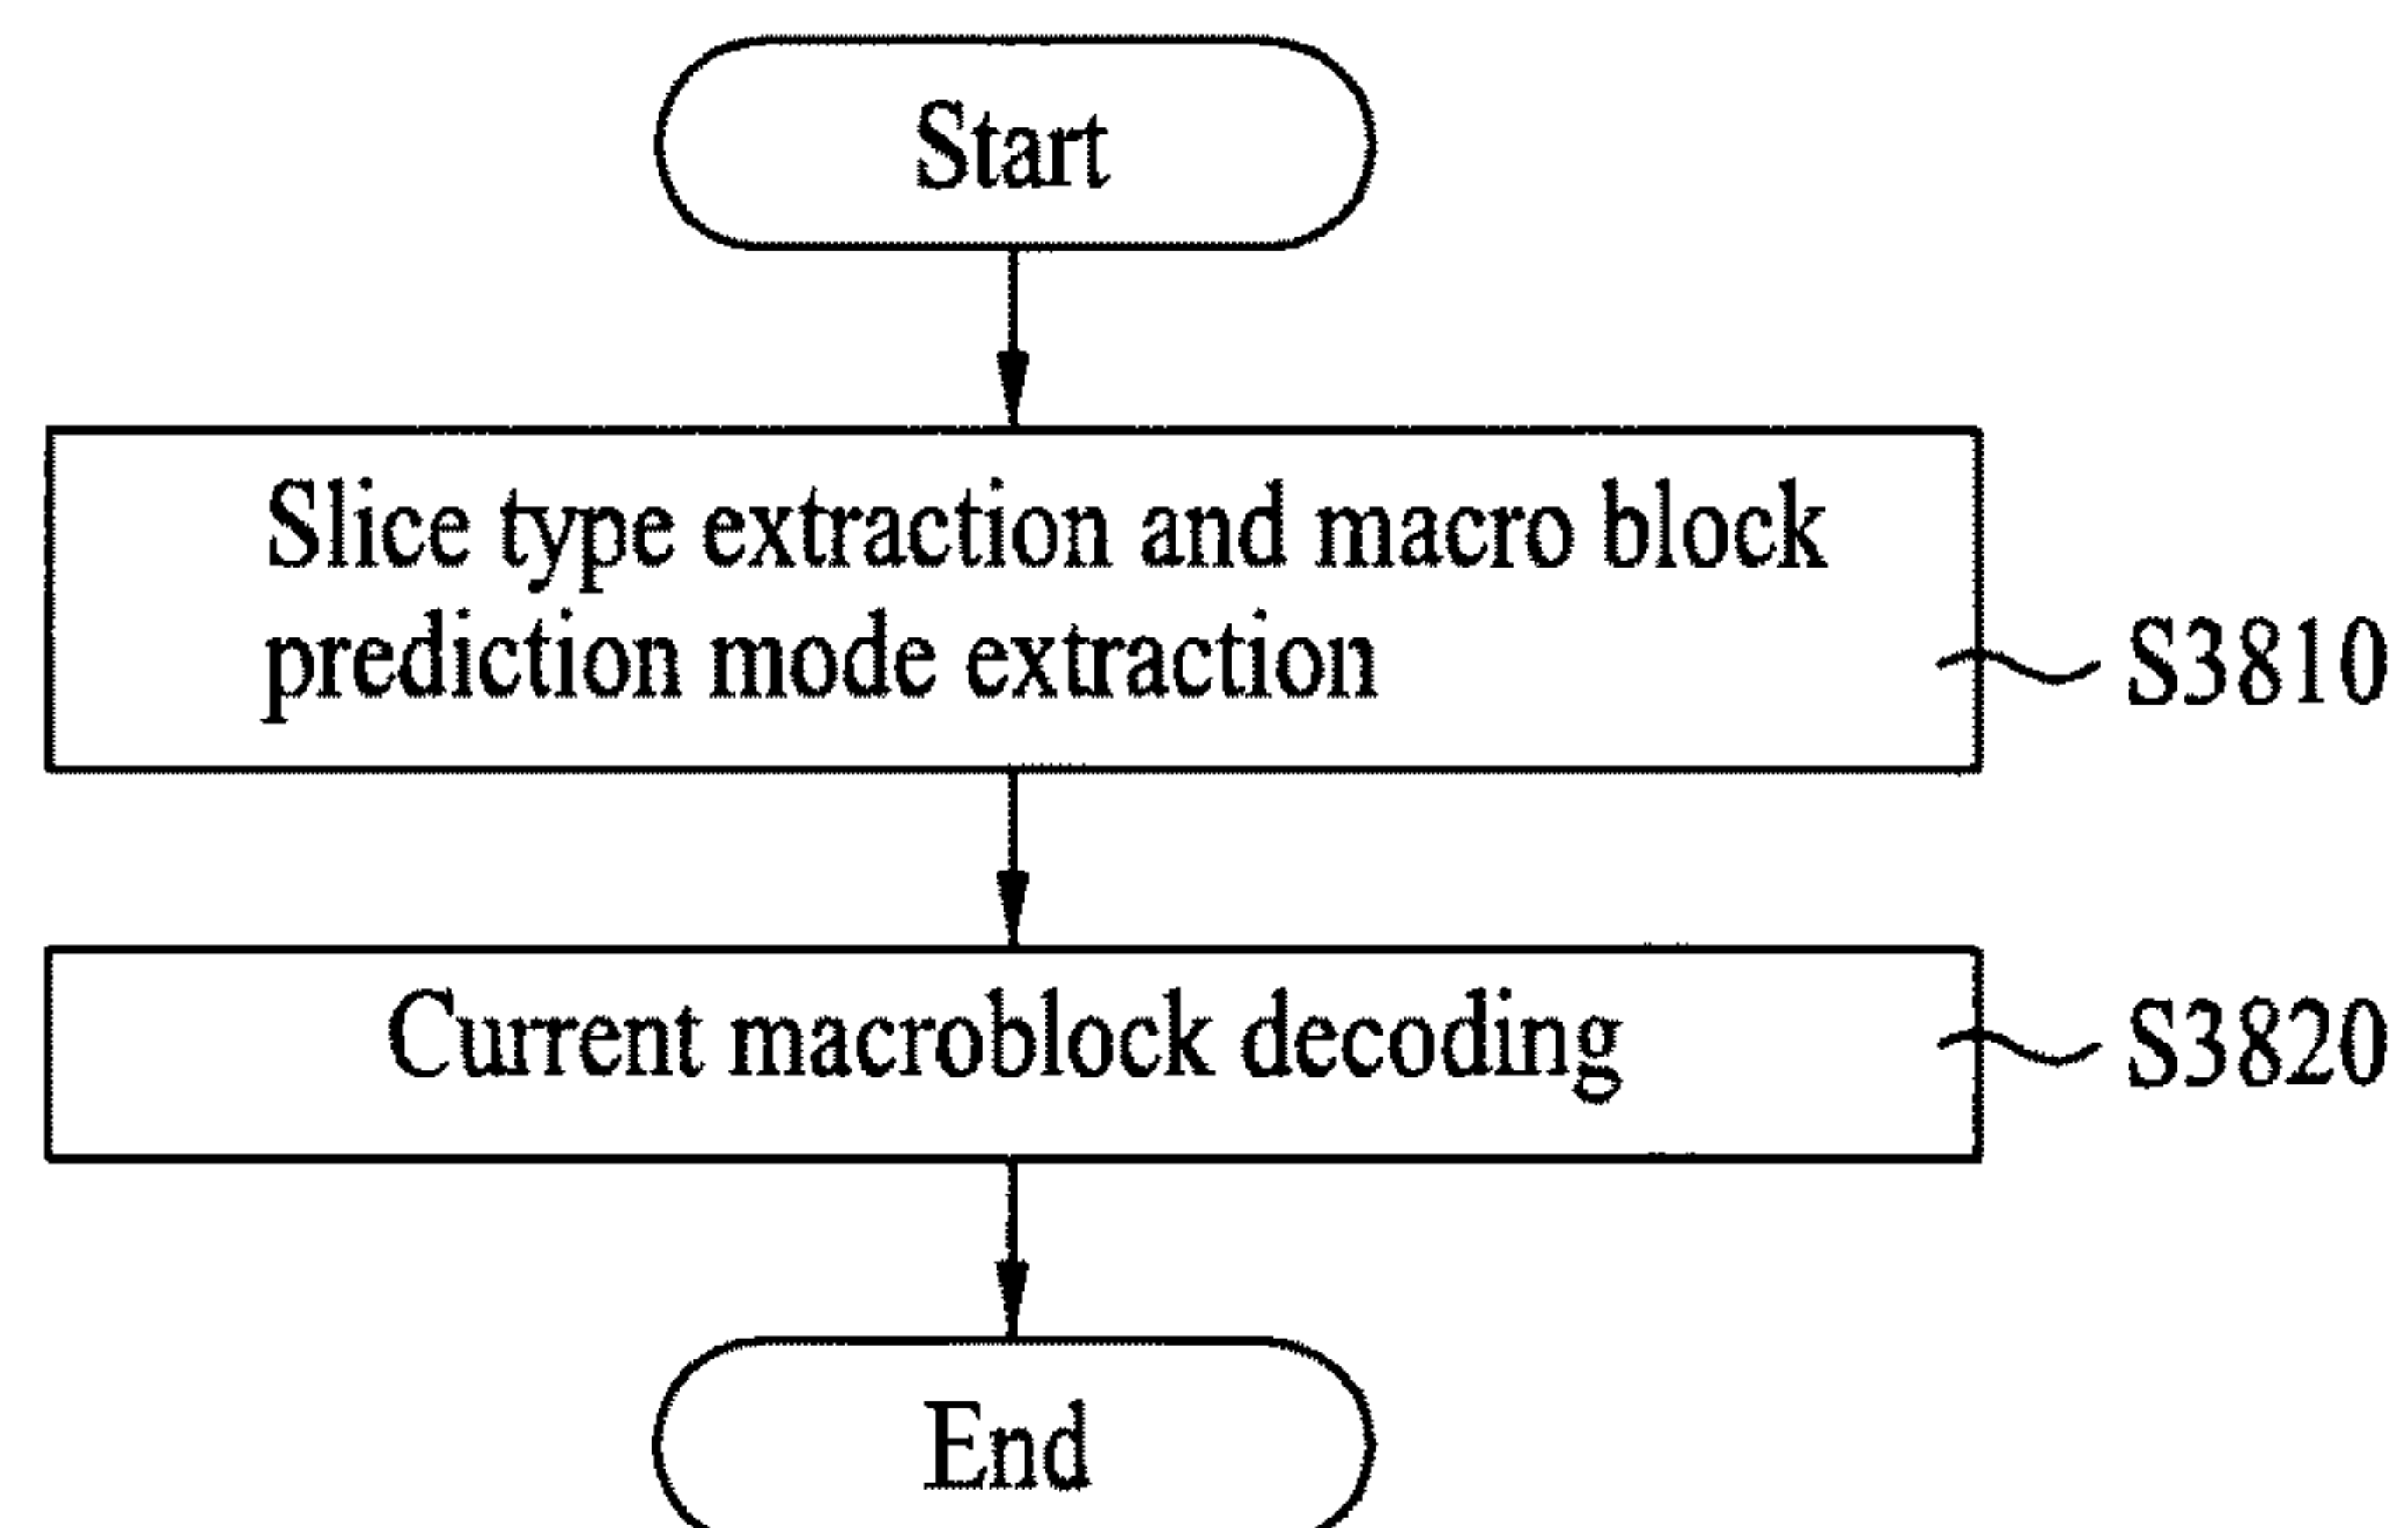 Start
Slice type extraction and macro block
prediction mode extraction
S3810
Current macroblock decoding
S3820
End